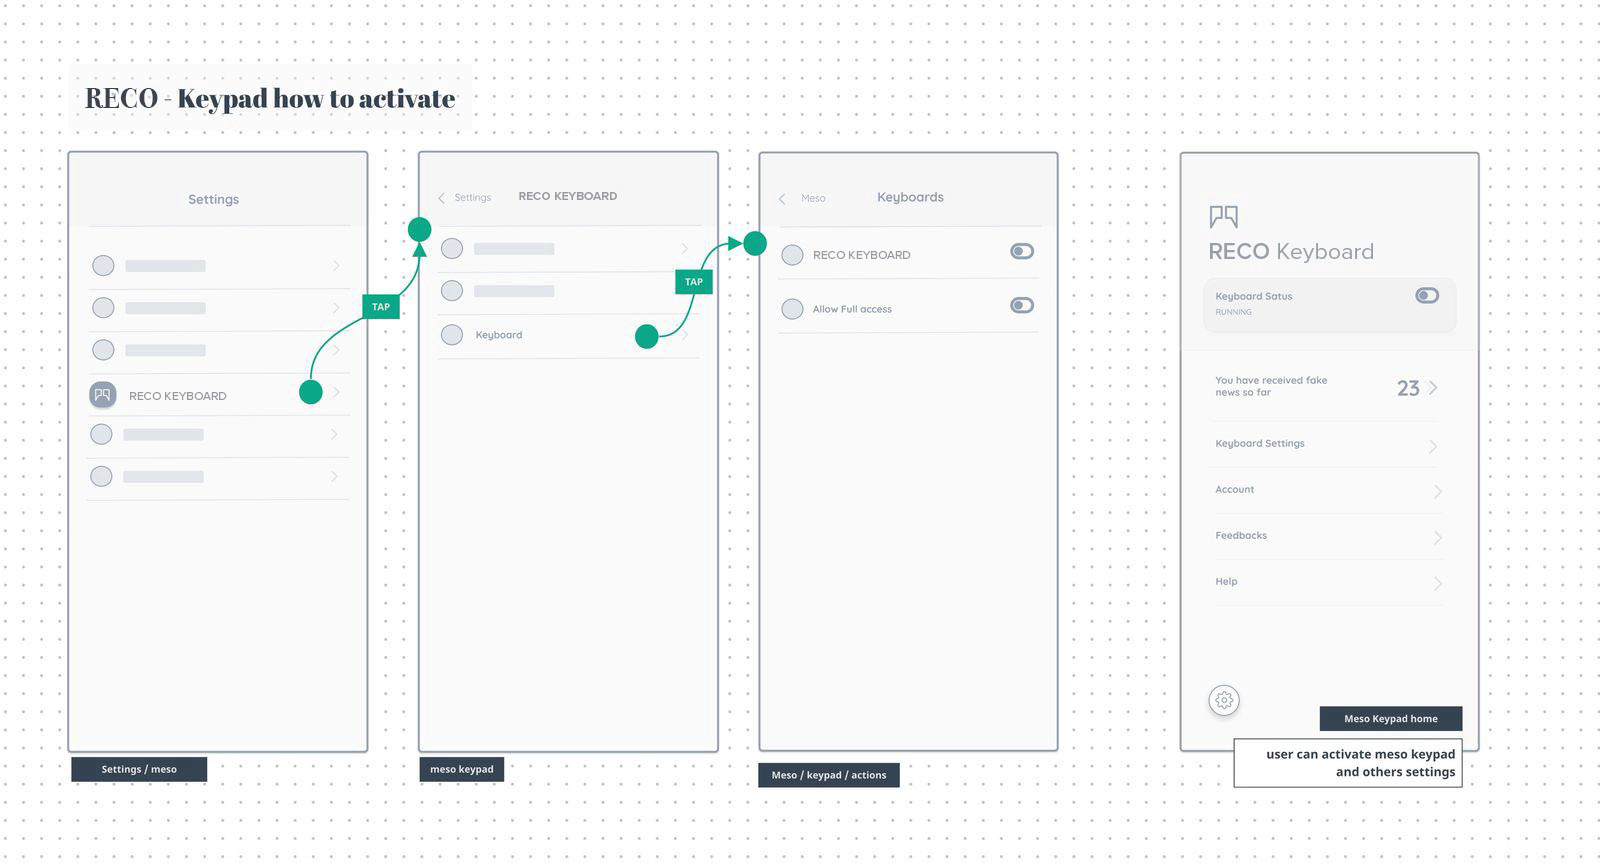 RECO - Keypad how to activate
Settings
RECO KEYBOARD
TAP
Settings / meso
Settings
RECO KEYBOARD
Keyboard
TAP
meso keypad
Meso
Keyboards
RECO KEYBOARD
Allow Full access
Meso / keypad / actions
RECO Keyboard
Keyboard Satus
RUNNING
You have received fake
news so far
23
Keyboard Settings
Account
Feedbacks
Help
Meso Keypad home
user can activate meso keypad
and others settings